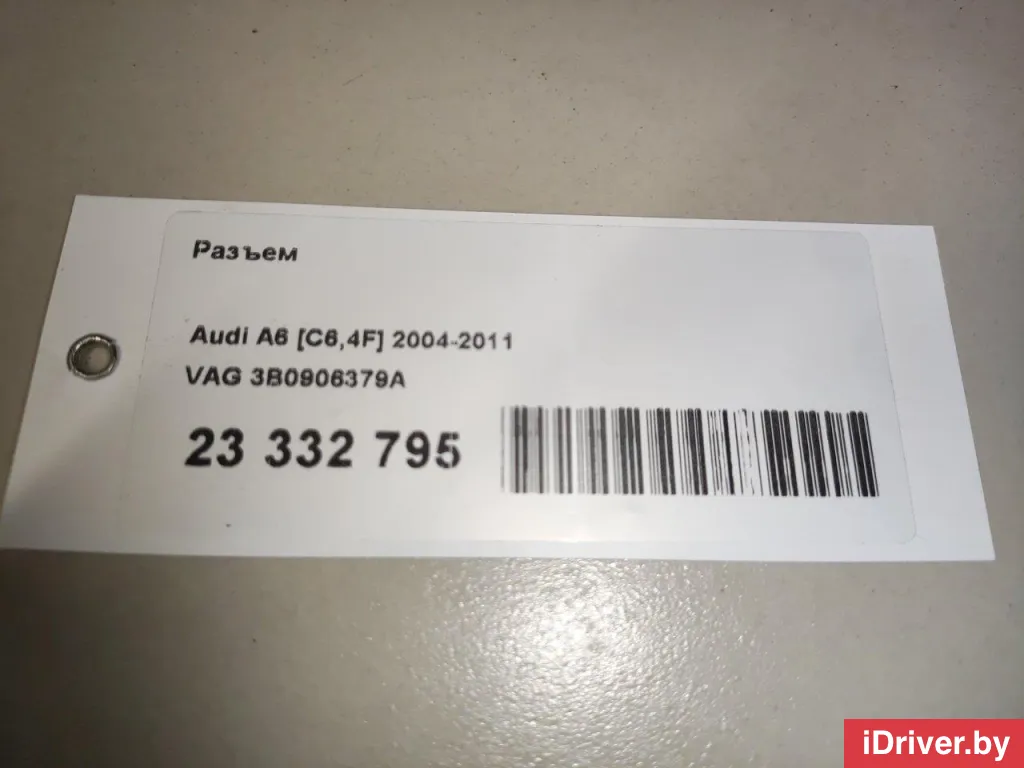 Разъем
Audi A6 [C6,4F] 2004-2011
VAG 3B0906379A
23 332 795
iDriver.by